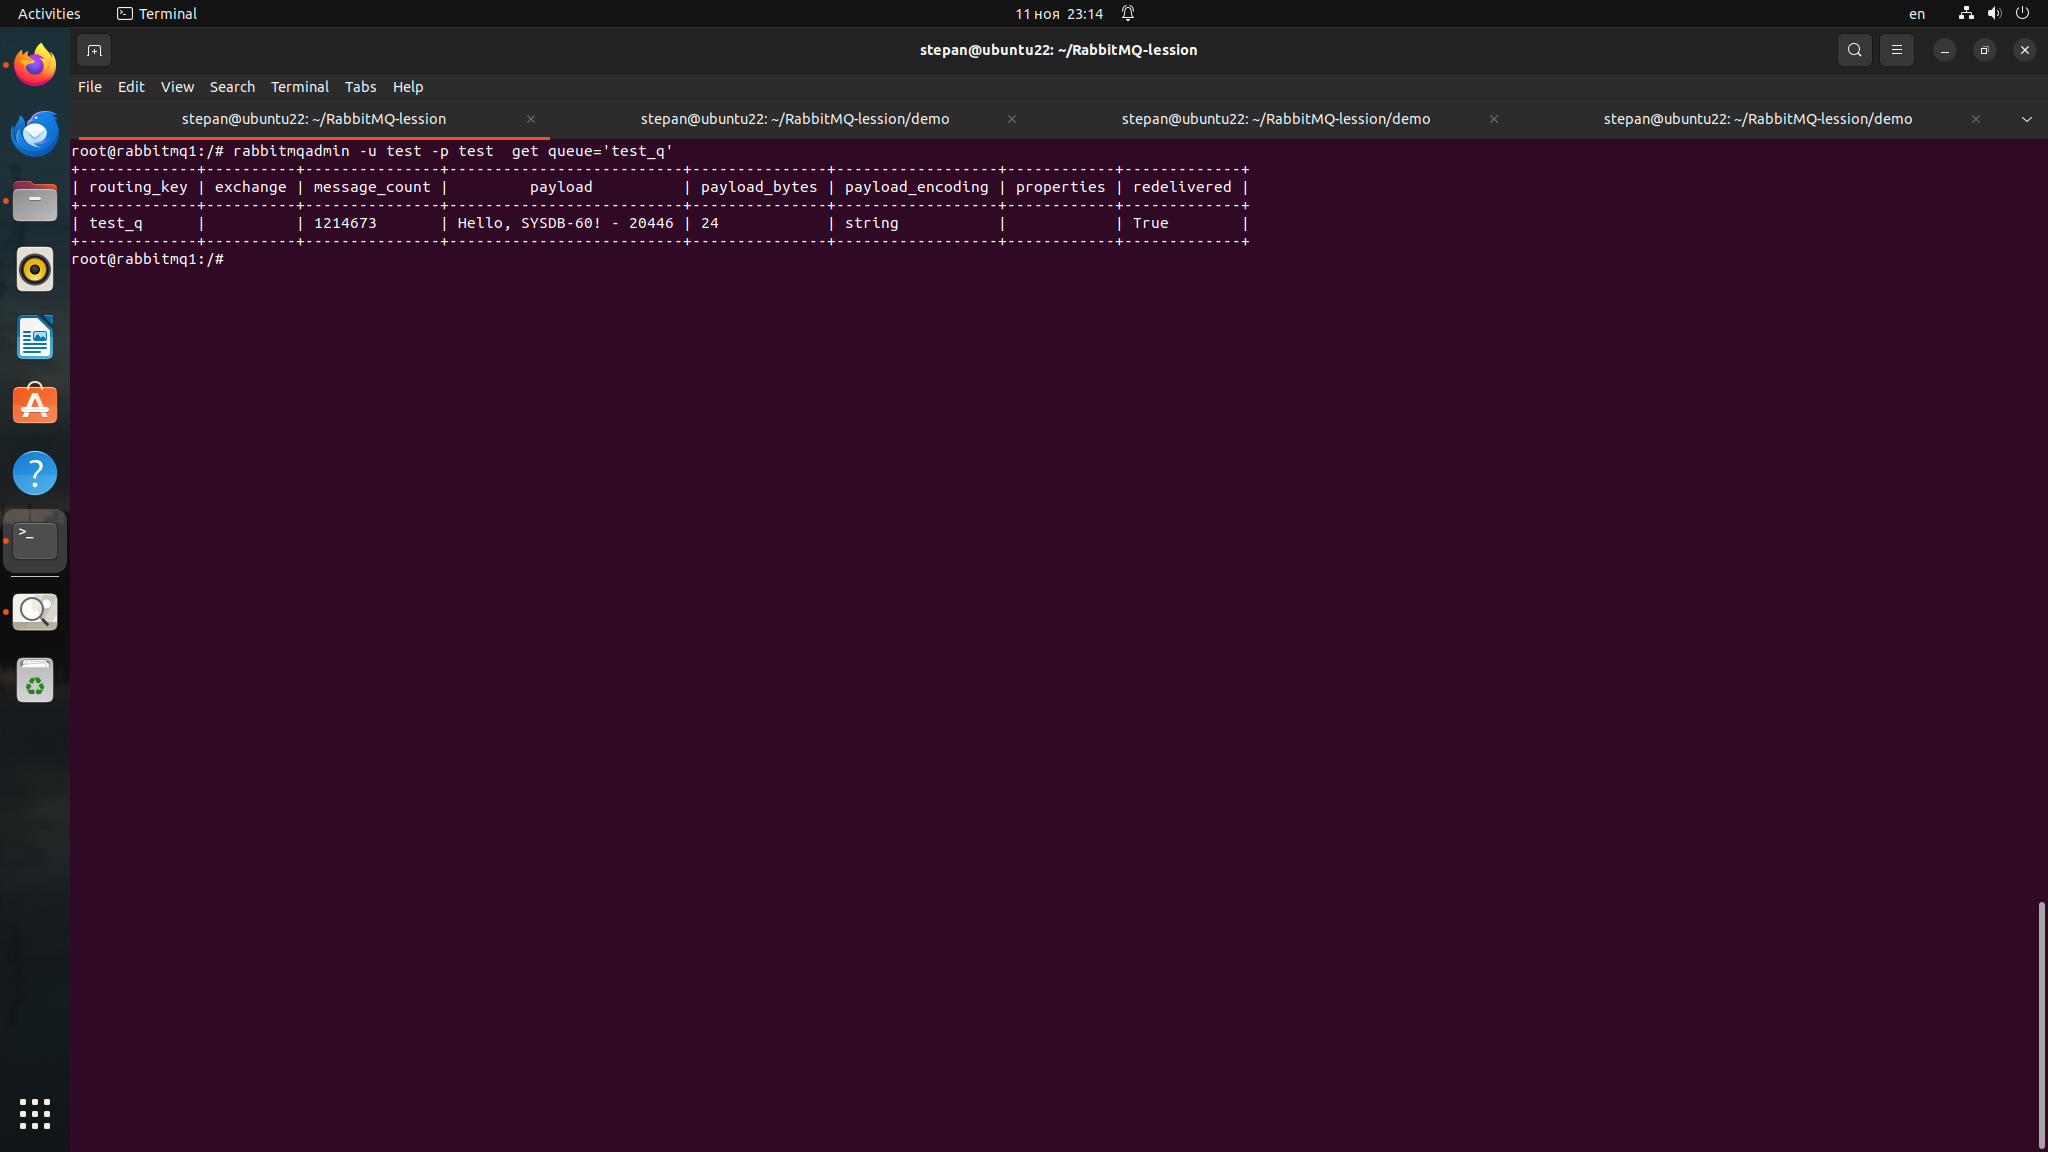 Activities Terminal 11 ноя 23:14 en
stepan@ubuntu22: ~/RabbitMQ-lession
File Edit View Search Terminal Tabs Help
stepan@ubuntu22: ~/RabbitMQ-lession stepan@ubuntu22: ~/RabbitMQ-lession/demo stepan@ubuntu22: ~/RabbitMQ-lession/demo stepan@ubuntu22: ~/RabbitMQ-lession/demo
root@rabbitmq1:/# rabbitmqadmin -u test -p test  get queue='test_q'
+-------------+----------+---------------+--------------------------+---------------+------------------+------------+-------------+
| routing_key | exchange | message_count |         payload          | payload_bytes | payload_encoding | properties | redelivered |
+-------------+----------+---------------+--------------------------+---------------+------------------+------------+-------------+
| test_q      |          | 1214673       | Hello, SYSDB-60! - 20446 | 24            | string           |            | True        |
+-------------+----------+---------------+--------------------------+---------------+------------------+------------+-------------+
root@rabbitmq1:/#